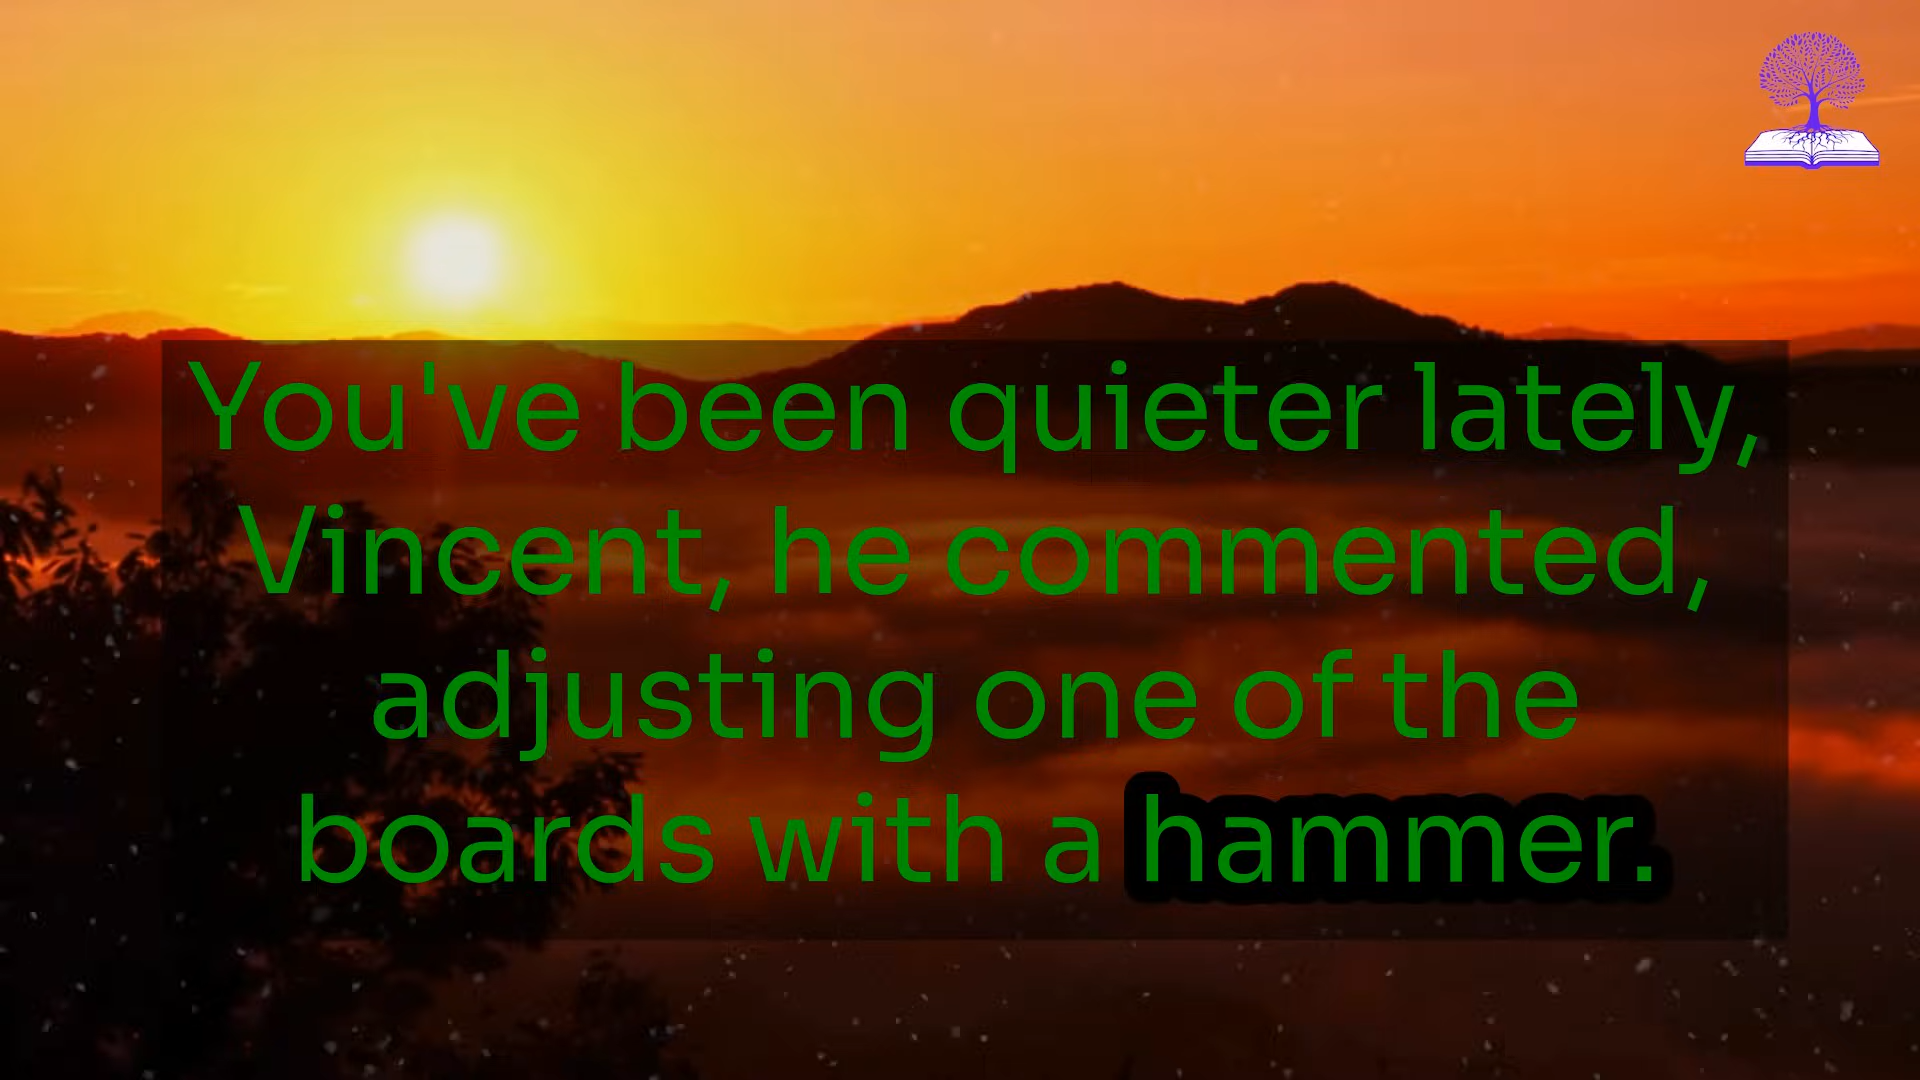 You've been quieter lately,
Vincent, he commented,
adjusting one of the
boards with a hammer.